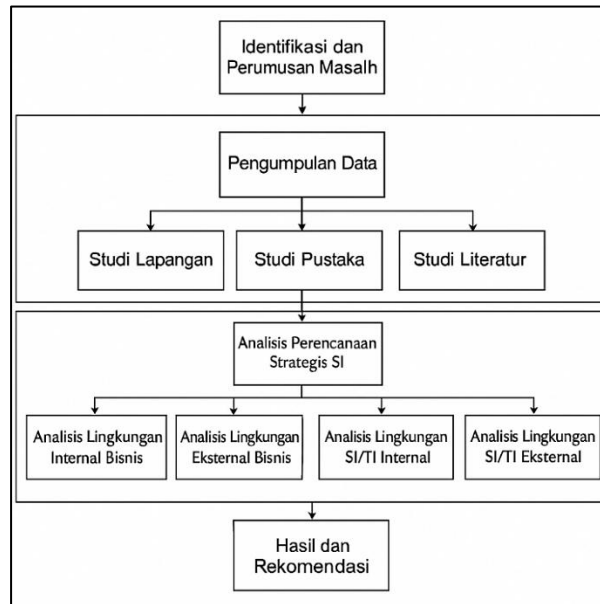 Identifikasi dan
Perumusan Masalh
Pengumpulan Data
Studi Lapangan
Studi Pustaka
Studi Literatur
Analisis Perencanaan
Strategis SI
Analisis Lingkungan
Internal Bisnis
Analisis Lingkungan
Eksternal Bisnis
Analisis Lingkungan
SI/TI Internal
Analisis Lingkungan
SI/TI Eksternal
Hasil dan
Rekomendasi